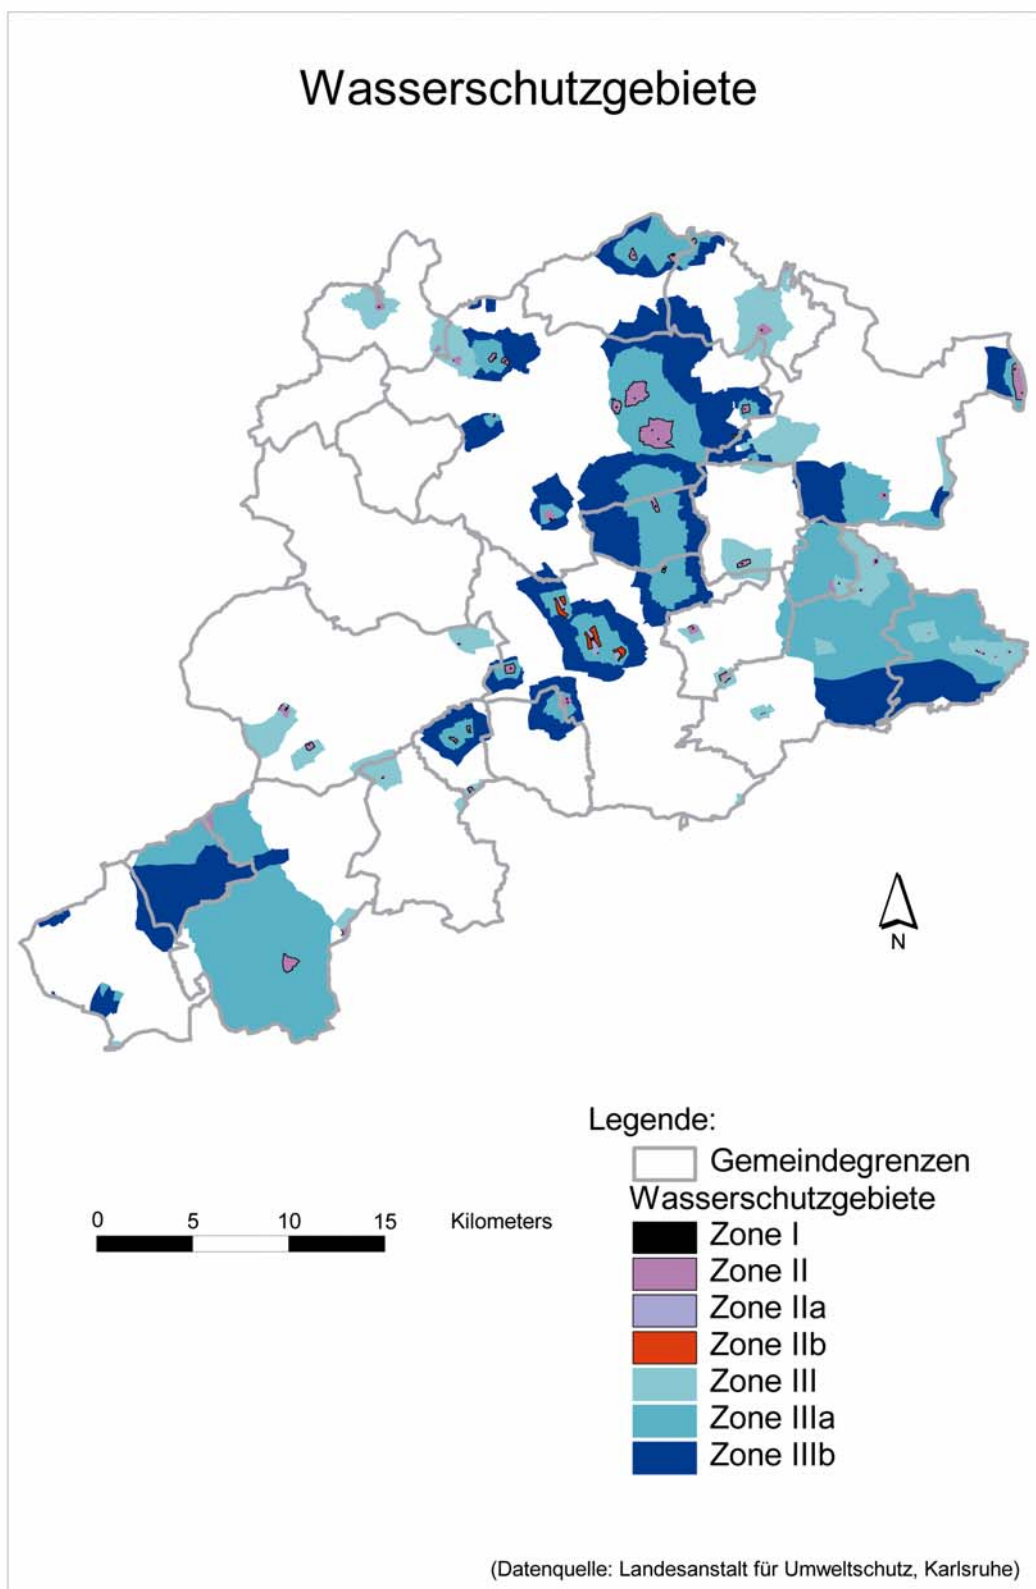 Wasserschutzgebiete
N
Legende:
Gemeindegrenzen
Wasserschutzgebiete
0 5 10 15 Kilometers
Zone I
Zone II
Zone IIa
Zone IIb
Zone III
Zone IIIa
Zone IIIb
(Datenquelle: Landesanstalt für Umweltschutz, Karlsruhe)